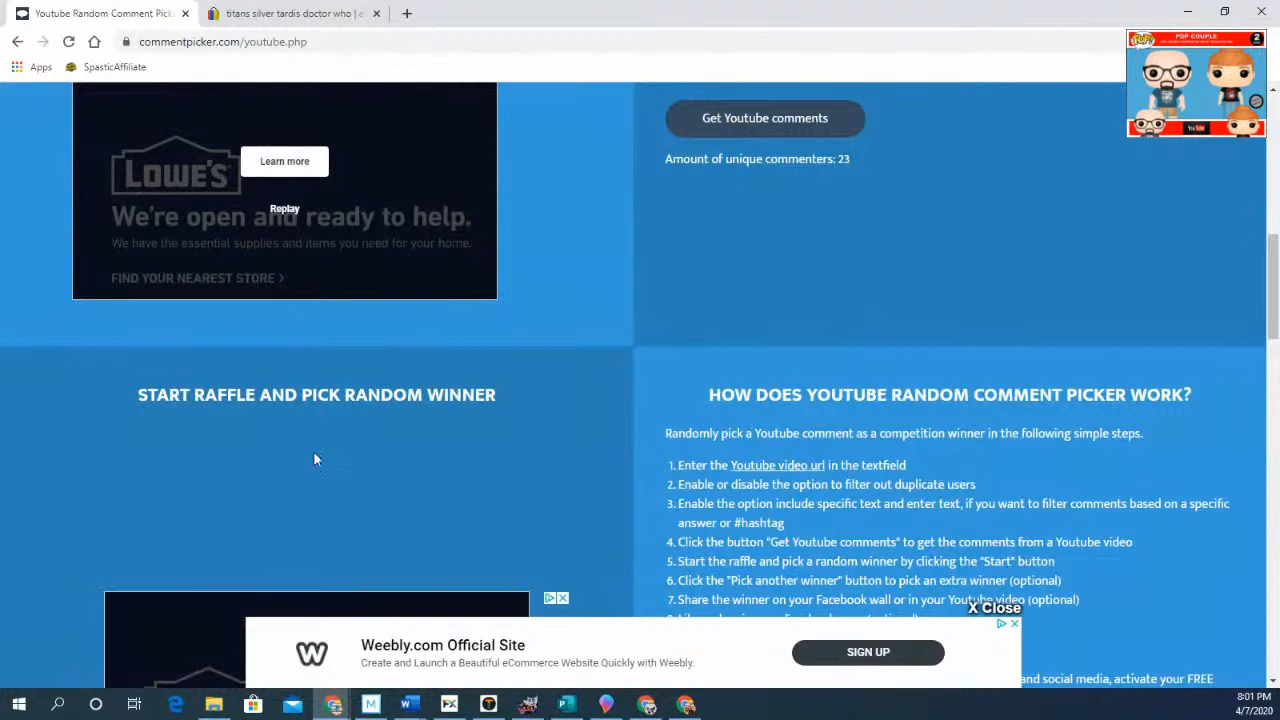 Youtube Random Comment Pick
titans silver tardis doctor who | e
commentpicker.com/youtube.php
Apps
SpasticAffiliate
POP COUPLE
2
YouTube
Get Youtube comments
Amount of unique commenters: 23
Learn more
LOWE'S
Replay
We're open and ready to help.
We have the essential supplies and items you need for your home.
FIND YOUR NEAREST STORE >
START RAFFLE AND PICK RANDOM WINNER
HOW DOES YOUTUBE RANDOM COMMENT PICKER WORK?
Randomly pick a Youtube comment as a competition winner in the following simple steps.
1. Enter the Youtube video url in the textfield
2. Enable or disable the option to filter out duplicate users
3. Enable the option include specific text and enter text, if you want to filter comments based on a specific
answer or #hashtag
4. Click the button "Get Youtube comments" to get the comments from a Youtube video
5. Start the raffle and pick a random winner by clicking the "Start" button
6. Click the "Pick another winner" button to pick an extra winner (optional)
7. Share the winner on your Facebook wall or in your Youtube video (optional)
X Close
Weebly.com Official Site
Create and Launch a Beautiful eCommerce Website Quickly with Weebly.
SIGN UP
and social media, activate your FREE
8:01 PM
4/7/2020